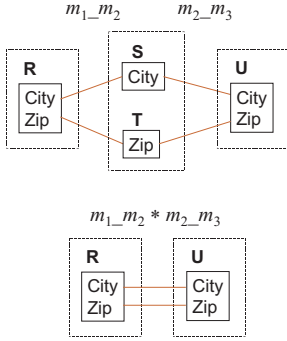 m₁_m₂ m₂_m₃
S
R City U
City City
Zip T Zip
Zip
m₁_m₂ * m₂_m₃
R U
City City
Zip Zip